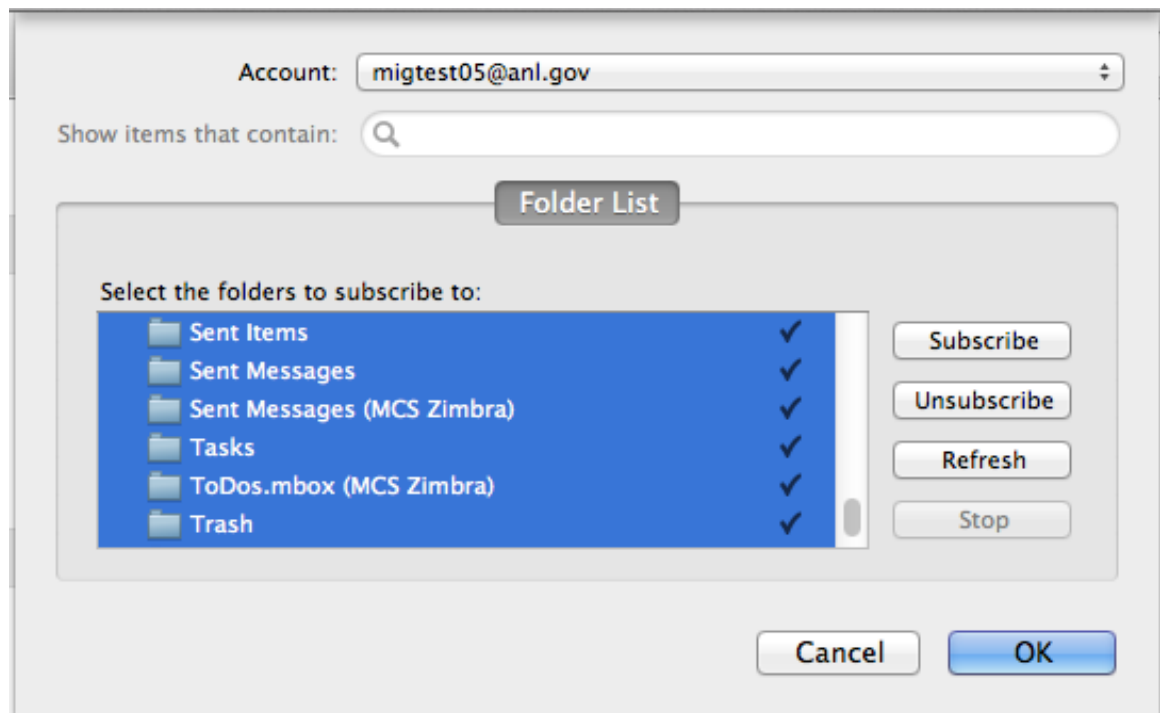 Account: migtest05@anl.gov
Show items that contain:
Folder List
Select the folders to subscribe to:
Sent Items
Sent Messages
Sent Messages (MCS Zimbra)
Tasks
ToDos.mbox (MCS Zimbra)
Trash
Subscribe
Unsubscribe
Refresh
Stop
Cancel
OK